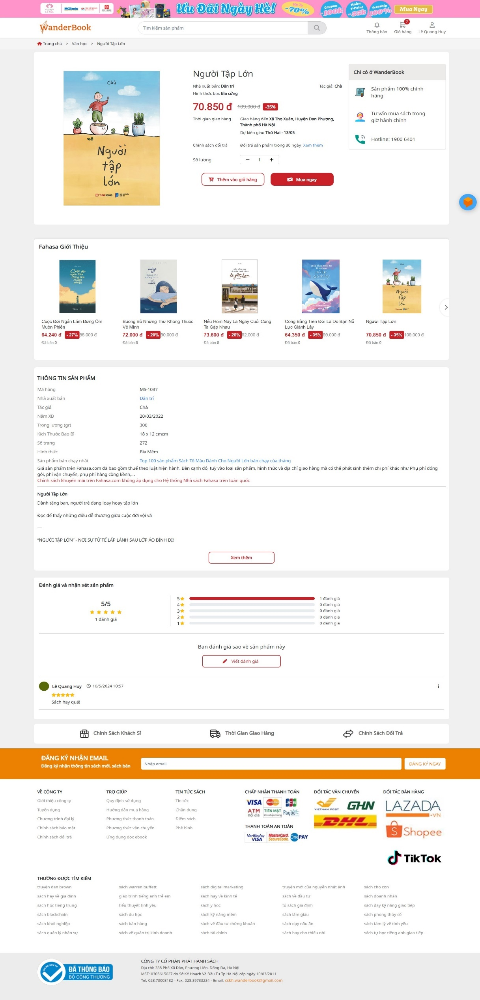 MCBooks
Ưu Đãi Ngày Hè!
Up To
-70%
Coupon
-100k
Hoàn
F-Point
-55k
Freeship
100%
Mua Ngay
WanderBook
Tìm kiếm sản phẩm
Thông báo
7
Giỏ hàng
Lê Quang Huy
Trang chủ > Văn học > Người Tập Lớn
Chà
Người
tập
lớn
TIMEBOOKS
NHÀ XUẤT BẢN
DÂN TRÍ
Người Tập Lớn
Nhà xuất bản: Dân trí
Tác giả: Chà
Hình thức bìa: Bìa cứng
70.850 đ 109.000 đ -35%
Thời gian giao hàng
Giao hàng đến Xã Thọ Xuân, Huyện Đan Phượng,
Thành phố Hà Nội
Dự kiến giao Thứ Hai - 13/05
Chính sách đổi trả
Đổi trả sản phẩm trong 30 ngày Xem thêm
Số lượng
− 1 +
Thêm vào giỏ hàng
Mua ngay
Chỉ có ở WanderBook
Sản phẩm 100% chính
hãng
Tư vấn mua sách trong
giờ hành chính
Hotline: 1900 6401
Fahasa Giới Thiệu
Cuộc đời
ngắn lắm
đừng ôm
muộn phiền
buông
bỏ
những thứ
không thuộc
về mình
NẾU HÔM NAY
LÀ NGÀY CUỐI CÙNG
ta gặp nhau
công bằng trên đời
là do bạn
nỗ lực
giành lấy
Chà
Người
tập
lớn
Cuộc Đời Ngắn Lắm Đừng Ôm
Muộn Phiền
64.240 đ - 27% 88.000 đ
Đã bán:0
Buông Bỏ Những Thứ Không Thuộc
Về Mình
72.000 đ - 20% 90.000 đ
Đã bán:0
Nếu Hôm Nay Là Ngày Cuối Cùng
Ta Gặp Nhau
73.600 đ - 20% 92.000 đ
Đã bán:0
Công Bằng Trên Đời Là Do Bạn Nỗ
Lực Giành Lấy
64.350 đ - 35% 99.000 đ
Đã bán:0
Người Tập Lớn
70.850 đ - 35% 109.000 đ
Đã bán:0
THÔNG TIN SẢN PHẨM
Mã hàng MS-1037
Nhà xuất bản Dân trí
Tác giả Chà
Năm XB 20/03/2022
Trọng lượng (gr) 300
Kích Thước Bao Bì 18 x 12 cmcm
Số trang 272
Hình thức Bìa Mềm
Sản phẩm bán chạy nhất Top 100 sản phẩm Sách Tô Màu Dành Cho Người Lớn bán chạy của tháng
Giá sản phẩm trên Fahasa.com đã bao gồm thuế theo luật hiện hành. Bên cạnh đó, tuỳ vào loại sản phẩm, hình thức và địa chỉ giao hàng mà có thể phát sinh thêm chi phí khác như Phụ phí đóng
gói, phí vận chuyển, phụ phí hàng cồng kềnh,...
Chính sách khuyến mãi trên Fahasa.com không áp dụng cho Hệ thống Nhà sách Fahasa trên toàn quốc
Người Tập Lớn
Dành tặng bạn, người trẻ đang loay hoay tập lớn
Đọc để thấy những điều dễ thương giữa cuộc đời vội vã
—
“NGƯỜI TẬP LỚN” - NƠI SỰ TỬ TẾ LẤP LÁNH SAU LỚP ÁO BÌNH DỊ!
Xem thêm
Đánh giá và nhận xét sản phẩm
5/5
1 đánh giá
5 1 đánh giá
4 0 đánh giá
3 0 đánh giá
2 0 đánh giá
1 0 đánh giá
Bạn đánh giá sao về sản phẩm này
Viết đánh giá
Lê Quang Huy 10/5/2024 10:57
Sách hay quá!
Chính Sách Khách Sỉ
Thời Gian Giao Hàng
Chính Sách Đổi Trả
ĐĂNG KÝ NHẬN EMAIL
Đăng ký nhận thông tin sách mới, sách bán
Nhập email
ĐĂNG KÝ NGAY
VỀ CÔNG TY
Giới thiệu công ty
Tuyển dụng
Chương trình đại lý
Chính sách bảo mật
Chính sách đổi trả
TRỢ GIÚP
Quy định sử dụng
Hướng dẫn mua hàng
Phương thức thanh toán
Phương thức vận chuyển
Ứng dụng đọc ebook
TIN TỨC SÁCH
Tin tức
Chân dung
Điểm sách
Phê bình
CHẤP NHẬN THANH TOÁN
VISA MasterCard JCB
ATM
nội địa
TIỀN MẶT
khi nhận hàng
Payoo
THANH TOÁN AN TOÀN
Verified by
VISA
MasterCard.
SecureCode.
OnePAY
ĐỐI TÁC VẬN CHUYỂN
VIETNAM POST
GHN
DHL
ĐỐI TÁC BÁN HÀNG
LAZADA
.VN
Shopee
TikTok
THƯỜNG ĐƯỢC TÌM KIẾM
truyện dan brown
sách warren buffett
sách digital marketing
truyện mới của nguyễn nhật ánh
sách cho con
sách hay về gia đình
giáo trình tiếng anh trẻ em
sách hay về kinh tế
sách về đầu tư
sách doanh nhân
sach hoc tieng trung
tiểu thuyết tình yêu
sách y học
tủ sách gia đình
sách dạy kỹ năng giao tiếp
sách blockchain
sách du học
sách kỹ năng mềm
sách làm giàu
sách phong thủy cổ
sách khởi nghiệp
sách bán hàng
sách về đầu tư chứng khoán
sách dạy nấu ăn
sách tâm lý về tình yêu
sách quản lý nhân sự
sách về quản trị kinh doanh
sách tài chính
sách hay cho thiếu nhi
sách tự học tiếng anh giao tiếp
ONLINE.GOV.VN
ĐÃ THÔNG BÁO
BỘ CÔNG THƯƠNG
CÔNG TY CỔ PHẦN PHÁT HÀNH SÁCH
Địa chỉ: 338 Phố Xã Đàn, Phương Liên, Đống Đa, Hà Nội
MST: 0303615027 do Sở Kế Hoạch Và Đầu Tư Tp.Hà Nội cấp ngày 10/03/2011
Tel: 028.73008182 - Fax: 028.39733234 - Email: cskh.wanderbook@gmail.com